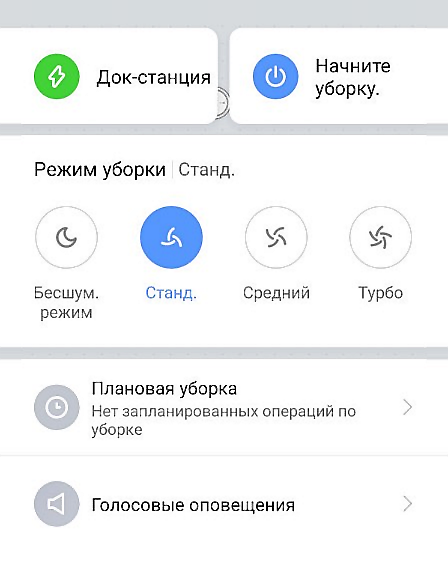 Док-станция
Начните
уборку.
Режим уборки | Станд.
Бесшум.
режим
Станд.
Средний
Турбо
Плановая уборка
Нет запланированных операций по
уборке
Голосовые оповещения